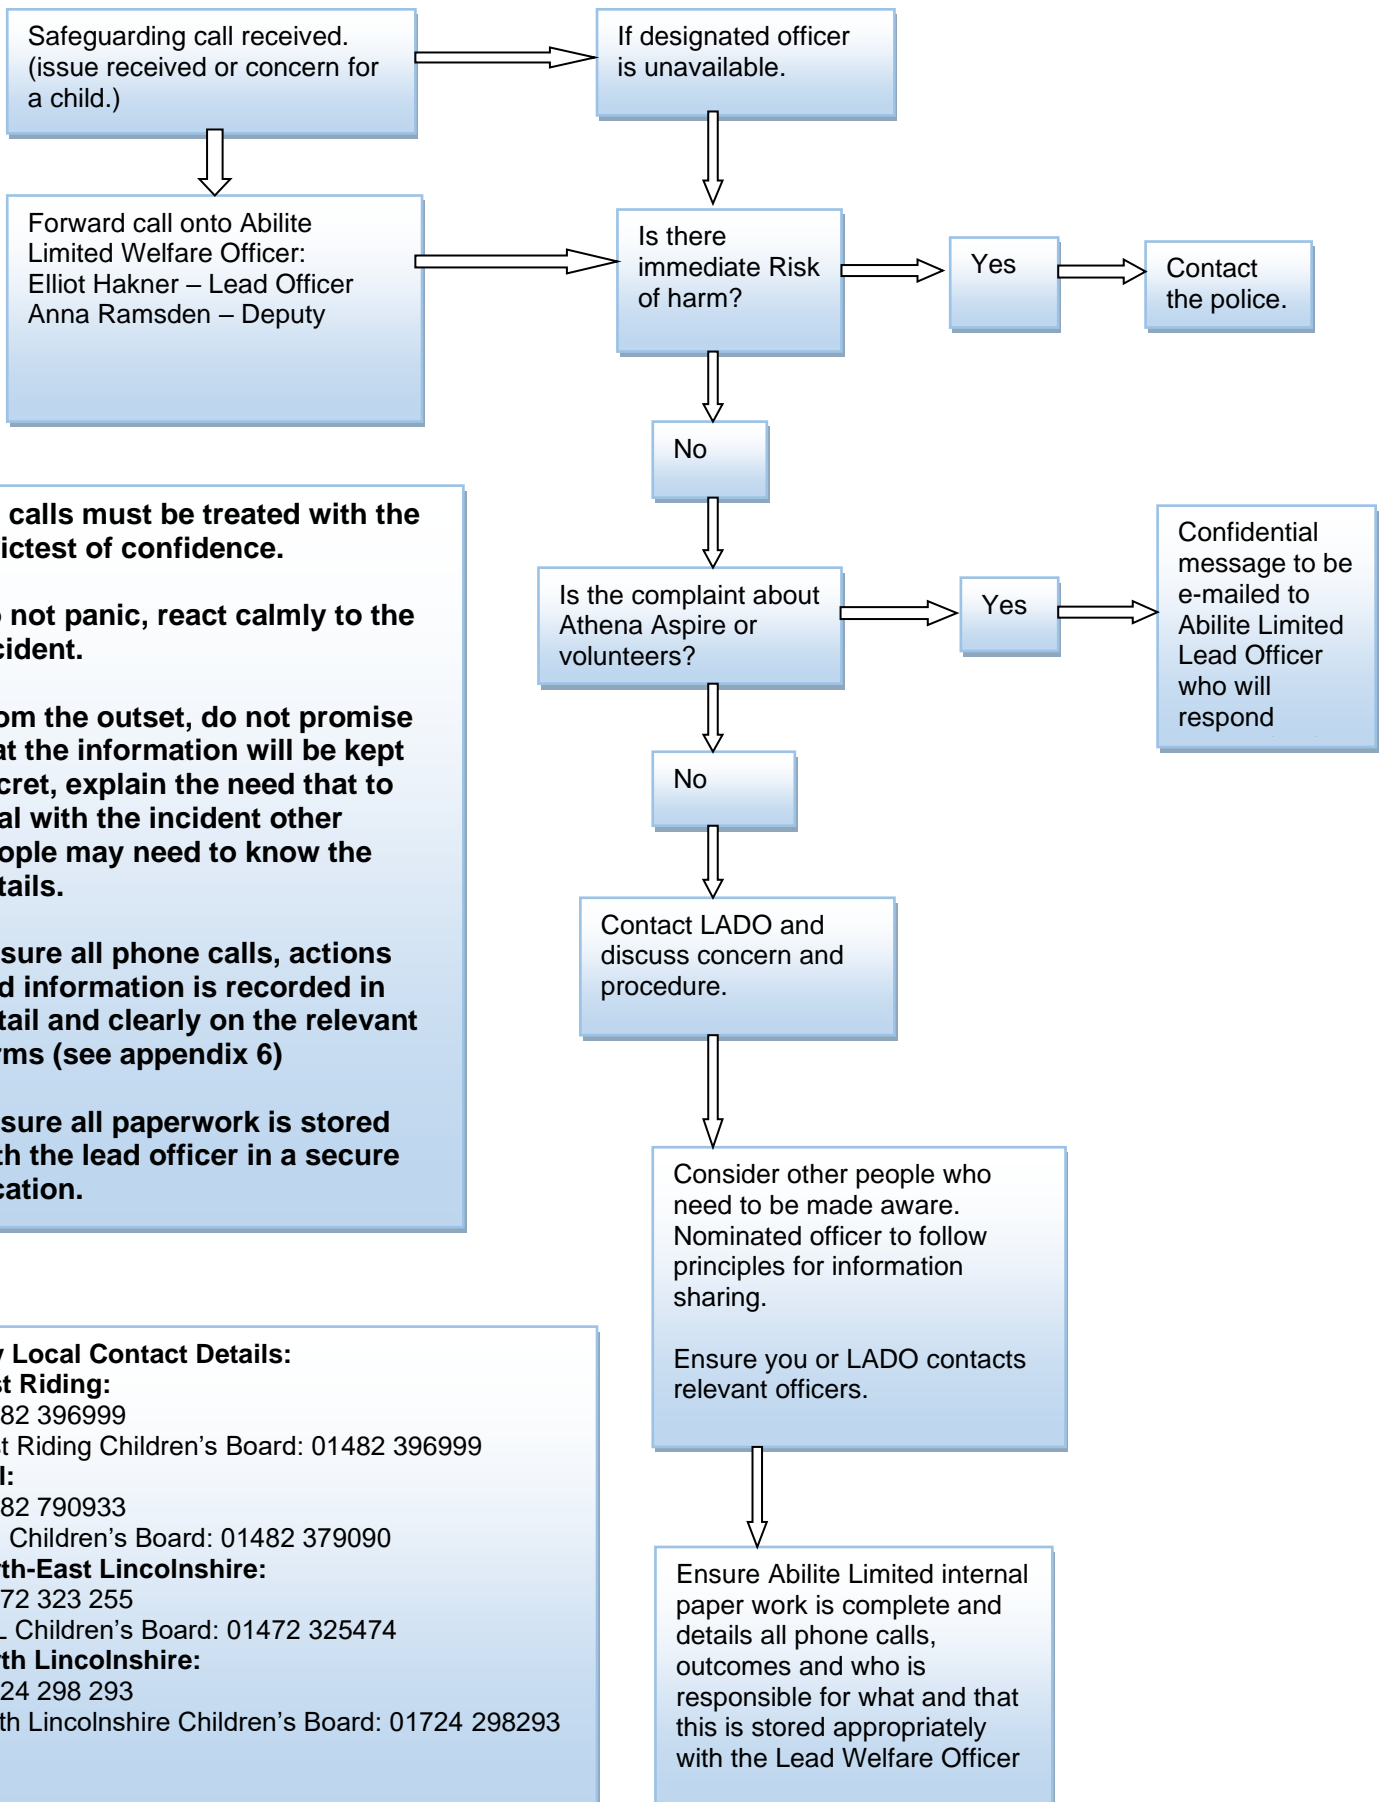 Safeguarding call received.
(issue received or concern for
a child.)
If designated officer
is unavailable.
Forward call onto Abilite
Limited Welfare Officer:
Elliot Hakner – Lead Officer
Anna Ramsden – Deputy
Is there
immediate Risk
of harm?
Yes
Contact
the police.
No
Is the complaint about
Athena Aspire or
volunteers?
Yes
Confidential
message to be
e-mailed to
Abilite Limited
Lead Officer
who will
respond
No
Contact LADO and
discuss concern and
procedure.
Consider other people who
need to be made aware.
Nominated officer to follow
principles for information
sharing.
Ensure you or LADO contacts
relevant officers.
Ensure Abilite Limited internal
paper work is complete and
details all phone calls,
outcomes and who is
responsible for what and that
this is stored appropriately
with the Lead Welfare Officer
calls must be treated with the
ictest of confidence.
not panic, react calmly to the
cident.
om the outset, do not promise
at the information will be kept
cret, explain the need that to
al with the incident other
ople may need to know the
tails.
sure all phone calls, actions
d information is recorded in
tail and clearly on the relevant
rms (see appendix 6)
sure all paperwork is stored
th the lead officer in a secure
cation.
y Local Contact Details:
st Riding:
82 396999
st Riding Children's Board: 01482 396999
l:
82 790933
Children's Board: 01482 379090
rth-East Lincolnshire:
72 323 255
L Children's Board: 01472 325474
rth Lincolnshire:
24 298 293
th Lincolnshire Children's Board: 01724 298293